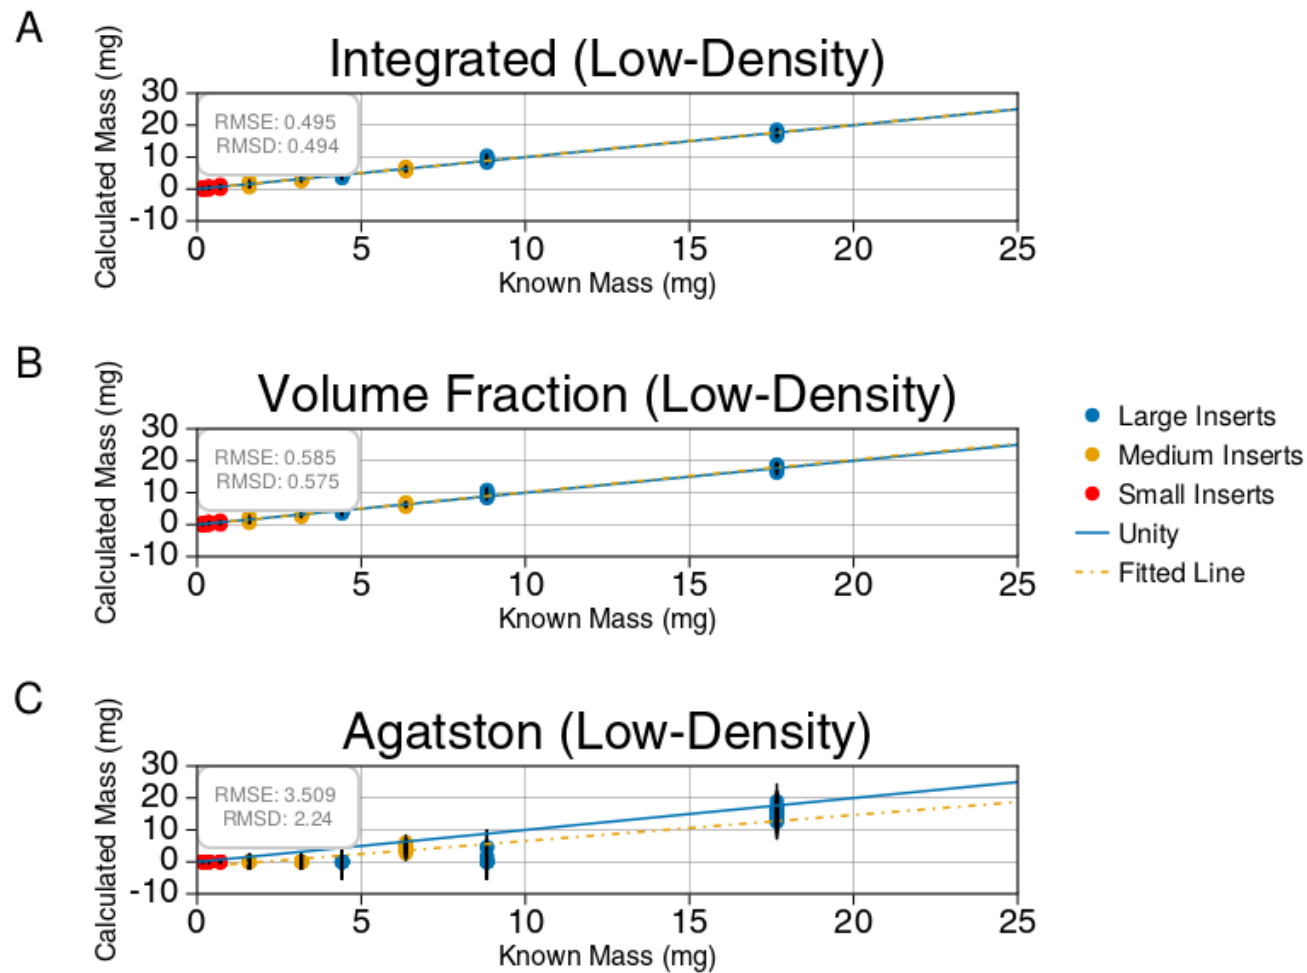 A
Integrated (Low-Density)
Calculated Mass (mg)
30
20
10
0
-10
RMSE: 0.495
RMSD: 0.494
0 5 10 15 20 25
Known Mass (mg)
B
Volume Fraction (Low-Density)
Calculated Mass (mg)
30
20
10
0
-10
RMSE: 0.585
RMSD: 0.575
0 5 10 15 20 25
Known Mass (mg)
Large Inserts
Medium Inserts
Small Inserts
Unity
Fitted Line
C
Agatston (Low-Density)
Calculated Mass (mg)
30
20
10
0
-10
RMSE: 3.509
RMSD: 2.24
0 5 10 15 20 25
Known Mass (mg)